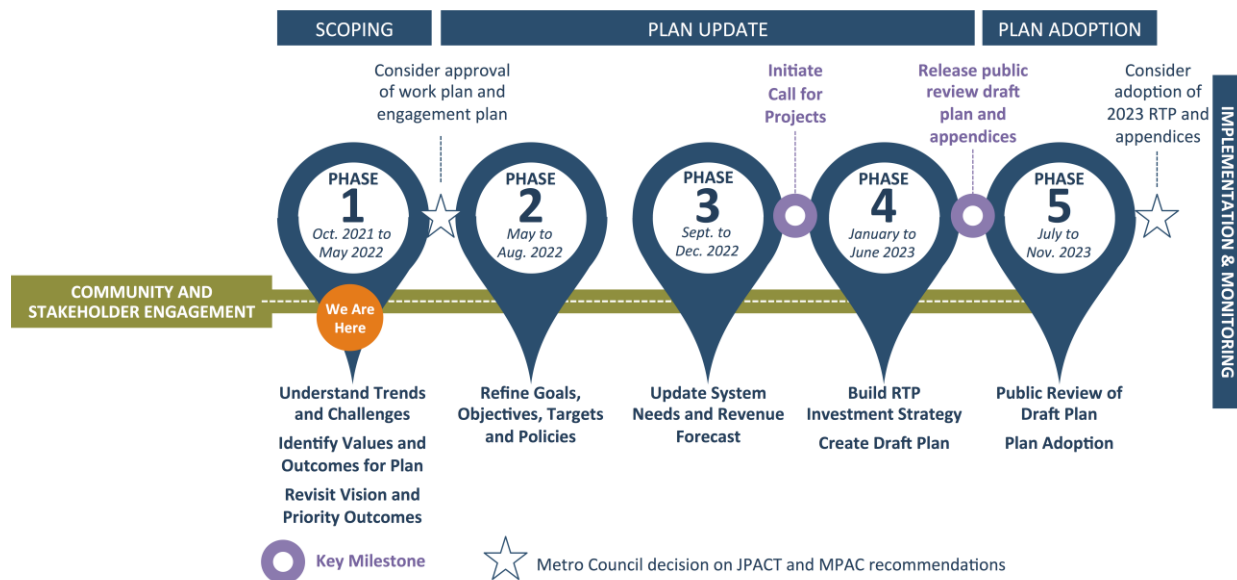 SCOPING
PLAN UPDATE
PLAN ADOPTION
Consider approval
of work plan and
engagement plan
Initiate
Call for
Projects
Release public
review draft
plan and
appendices
Consider
adoption of
2023 RTP and
appendices
IMPLEMENTATION & MONITORING
PHASE
1
Oct. 2021 to
May 2022
PHASE
2
May to
Aug. 2022
PHASE
3
Sept. to
Dec. 2022
PHASE
4
January to
June 2023
PHASE
5
July to
Nov. 2023
COMMUNITY AND
STAKEHOLDER ENGAGEMENT
We Are
Here
Understand Trends
and Challenges
Identify Values and
Outcomes for Plan
Revisit Vision and
Priority Outcomes
Refine Goals,
Objectives, Targets
and Policies
Update System
Needs and Revenue
Forecast
Build RTP
Investment Strategy
Create Draft Plan
Public Review of
Draft Plan
Plan Adoption
Key Milestone
Metro Council decision on JPACT and MPAC recommendations